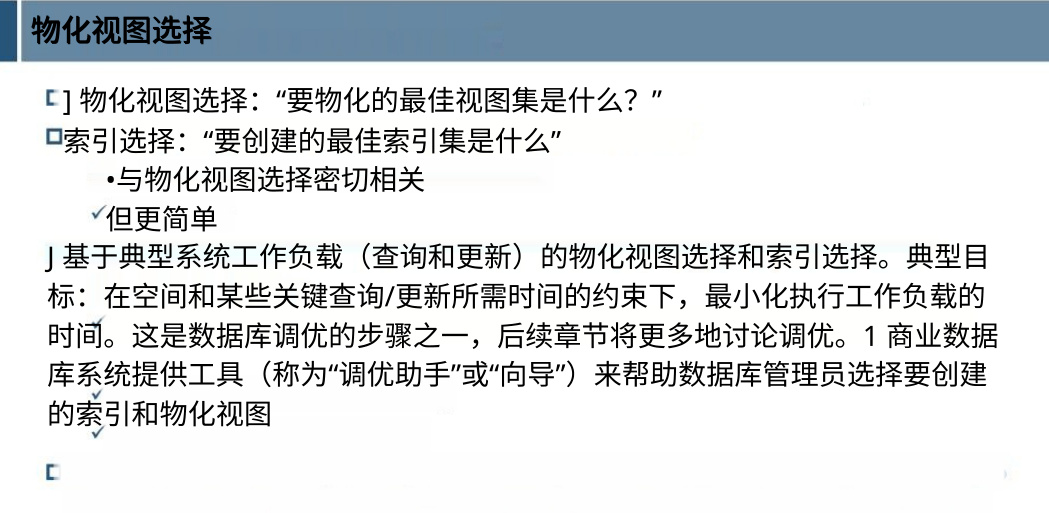 物化视图选择
] 物化视图选择：“要物化的最佳视图集是什么？”
索引选择：“要创建的最佳索引集是什么”
•与物化视图选择密切相关
但更简单
J 基于典型系统工作负载（查询和更新）的物化视图选择和索引选择。典型目
标：在空间和某些关键查询/更新所需时间的约束下，最小化执行工作负载的
时间。这是数据库调优的步骤之一，后续章节将更多地讨论调优。1 商业数据
库系统提供工具（称为“调优助手”或“向导”）来帮助数据库管理员选择要创建
的索引和物化视图